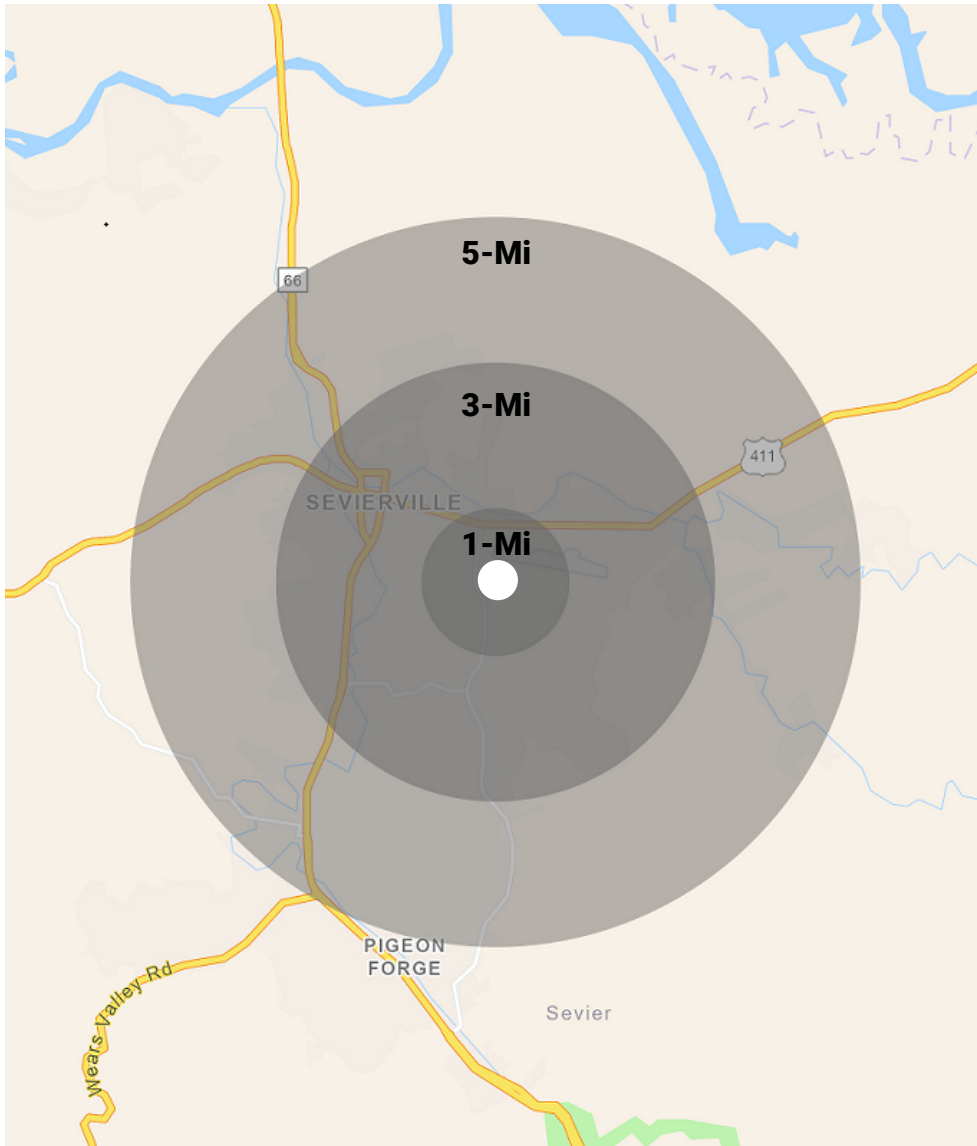 5-Mi
66
3-Mi
411
SEVIERVILLE
1-Mi
PIGEON
FORGE
Wears Valley Rd
Sevier